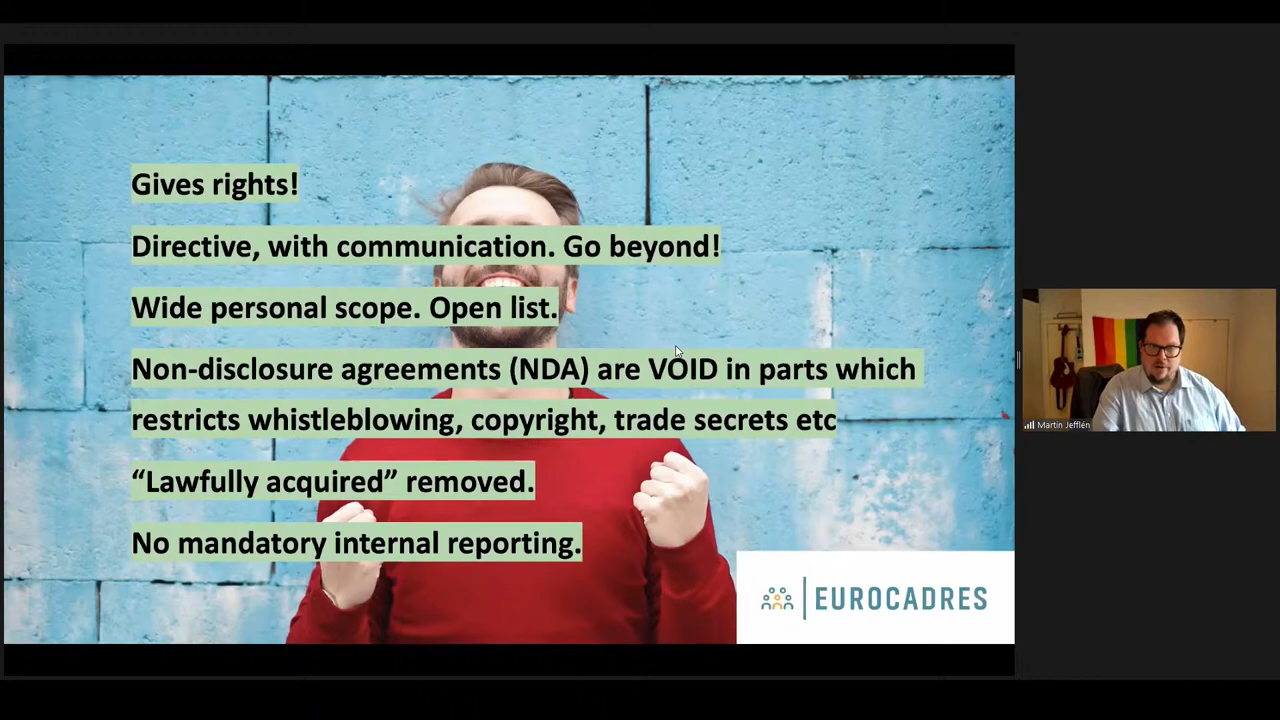 Gives rights!
Directive, with communication. Go beyond!
Wide personal scope. Open list.
Non-disclosure agreements (NDA) are VOID in parts which
restricts whistleblowing, copyright, trade secrets etc
“Lawfully acquired” removed.
No mandatory internal reporting.
EUROCADRES
Martin Jefflén